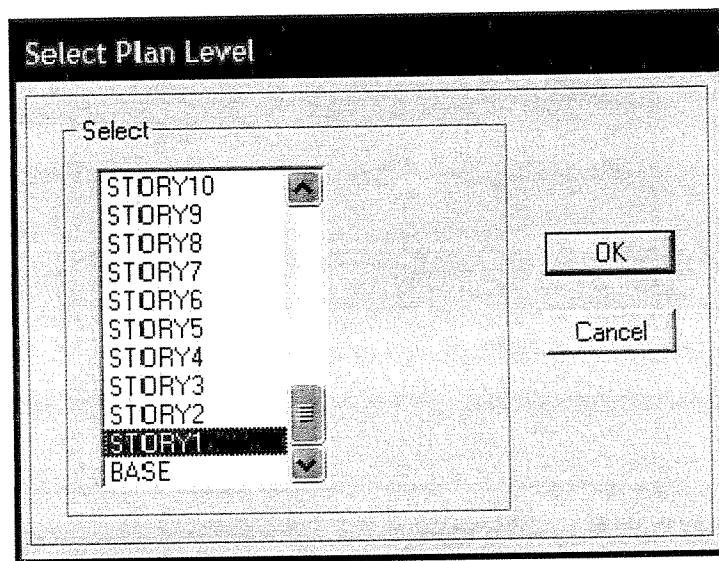 Select Plan Level
Select
STORY10
STORY9
STORY8
STORY7
STORY6
STORY5
STORY4
STORY3
STORY2
STORY1
BASE
OK
Cancel